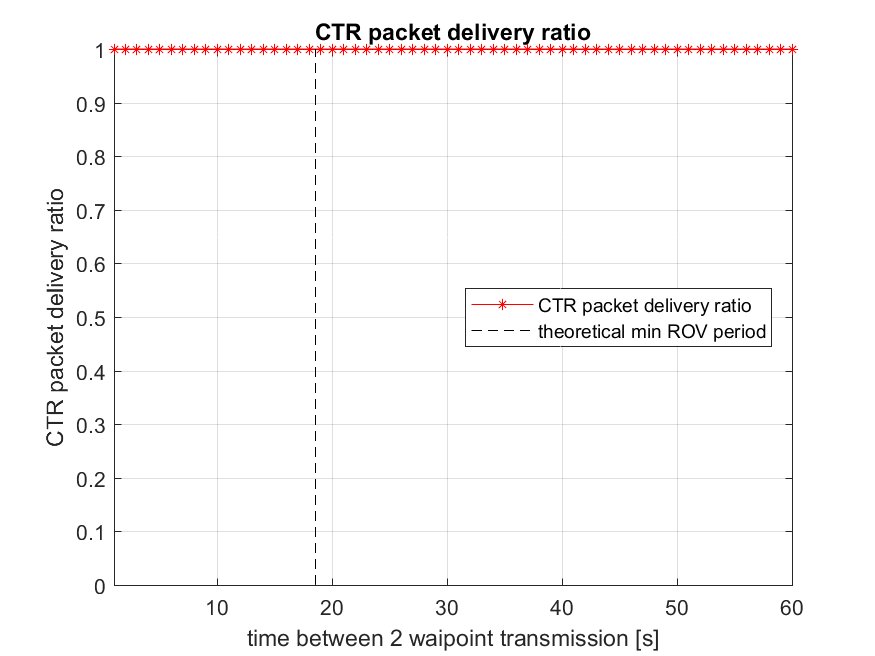 CTR packet delivery ratio
1
0.9
0.8
0.7
0.6
0.5
0.4
0.3
0.2
0.1
0
CTR packet delivery ratio
CTR packet delivery ratio
theoretical min ROV period
10 20 30 40 50 60
time between 2 waipoint transmission [s]